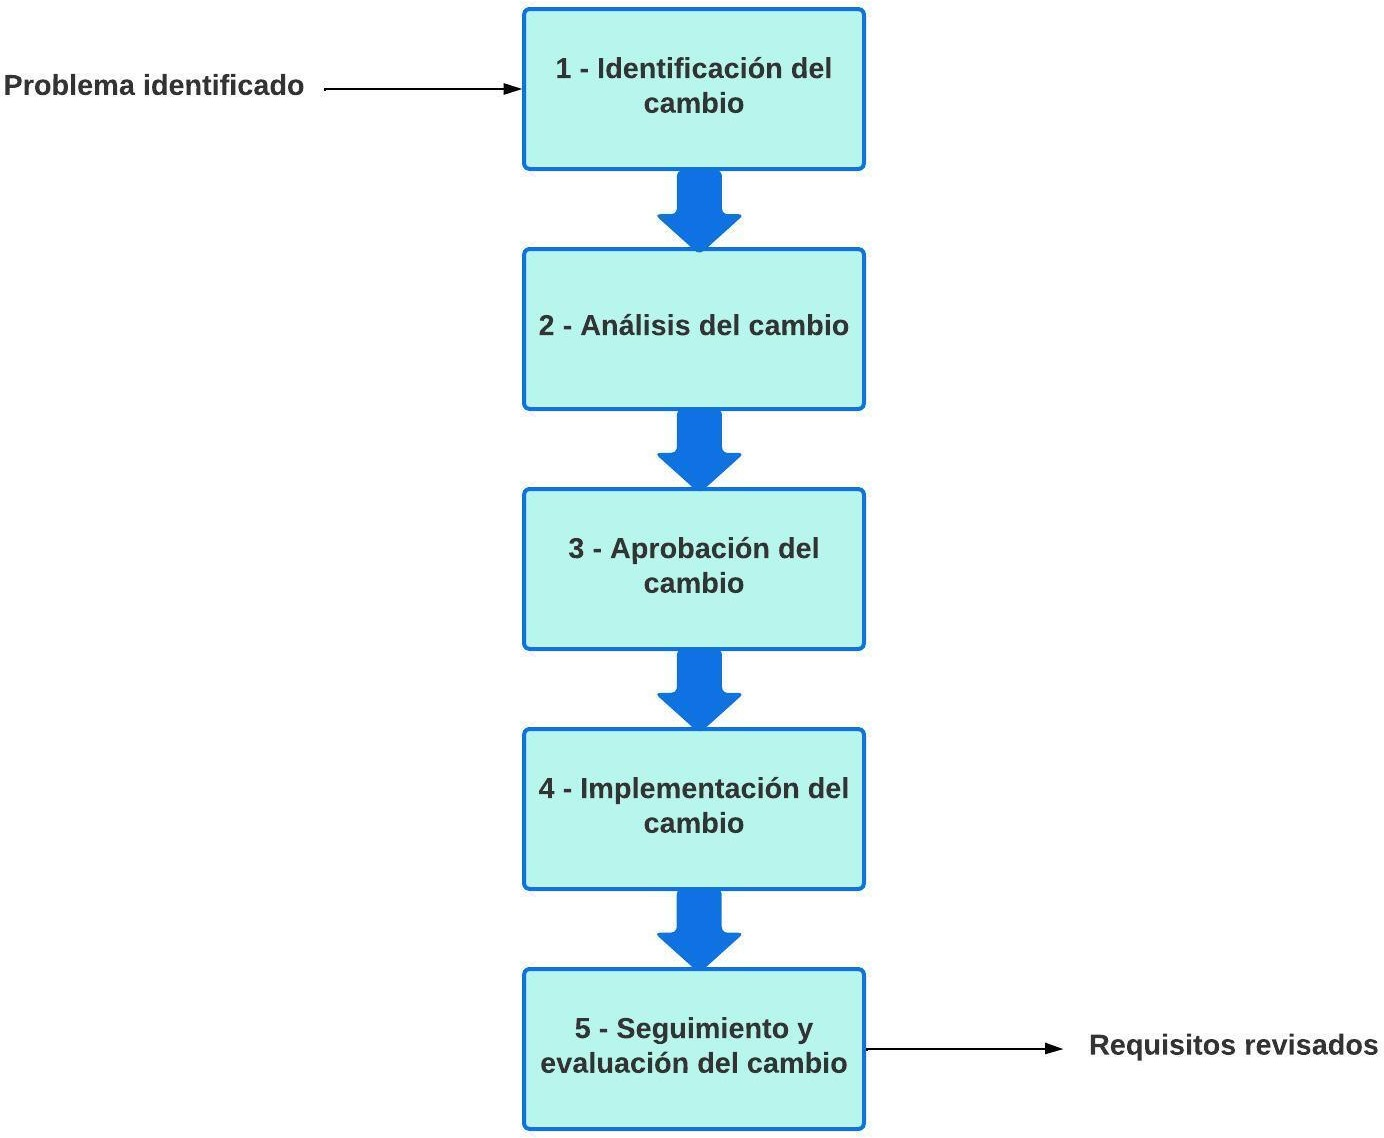 Problema identificado
1 - Identificación del
cambio
2 - Análisis del cambio
3 - Aprobación del
cambio
4 - Implementación del
cambio
5 - Seguimiento y
evaluación del cambio
Requisitos revisados